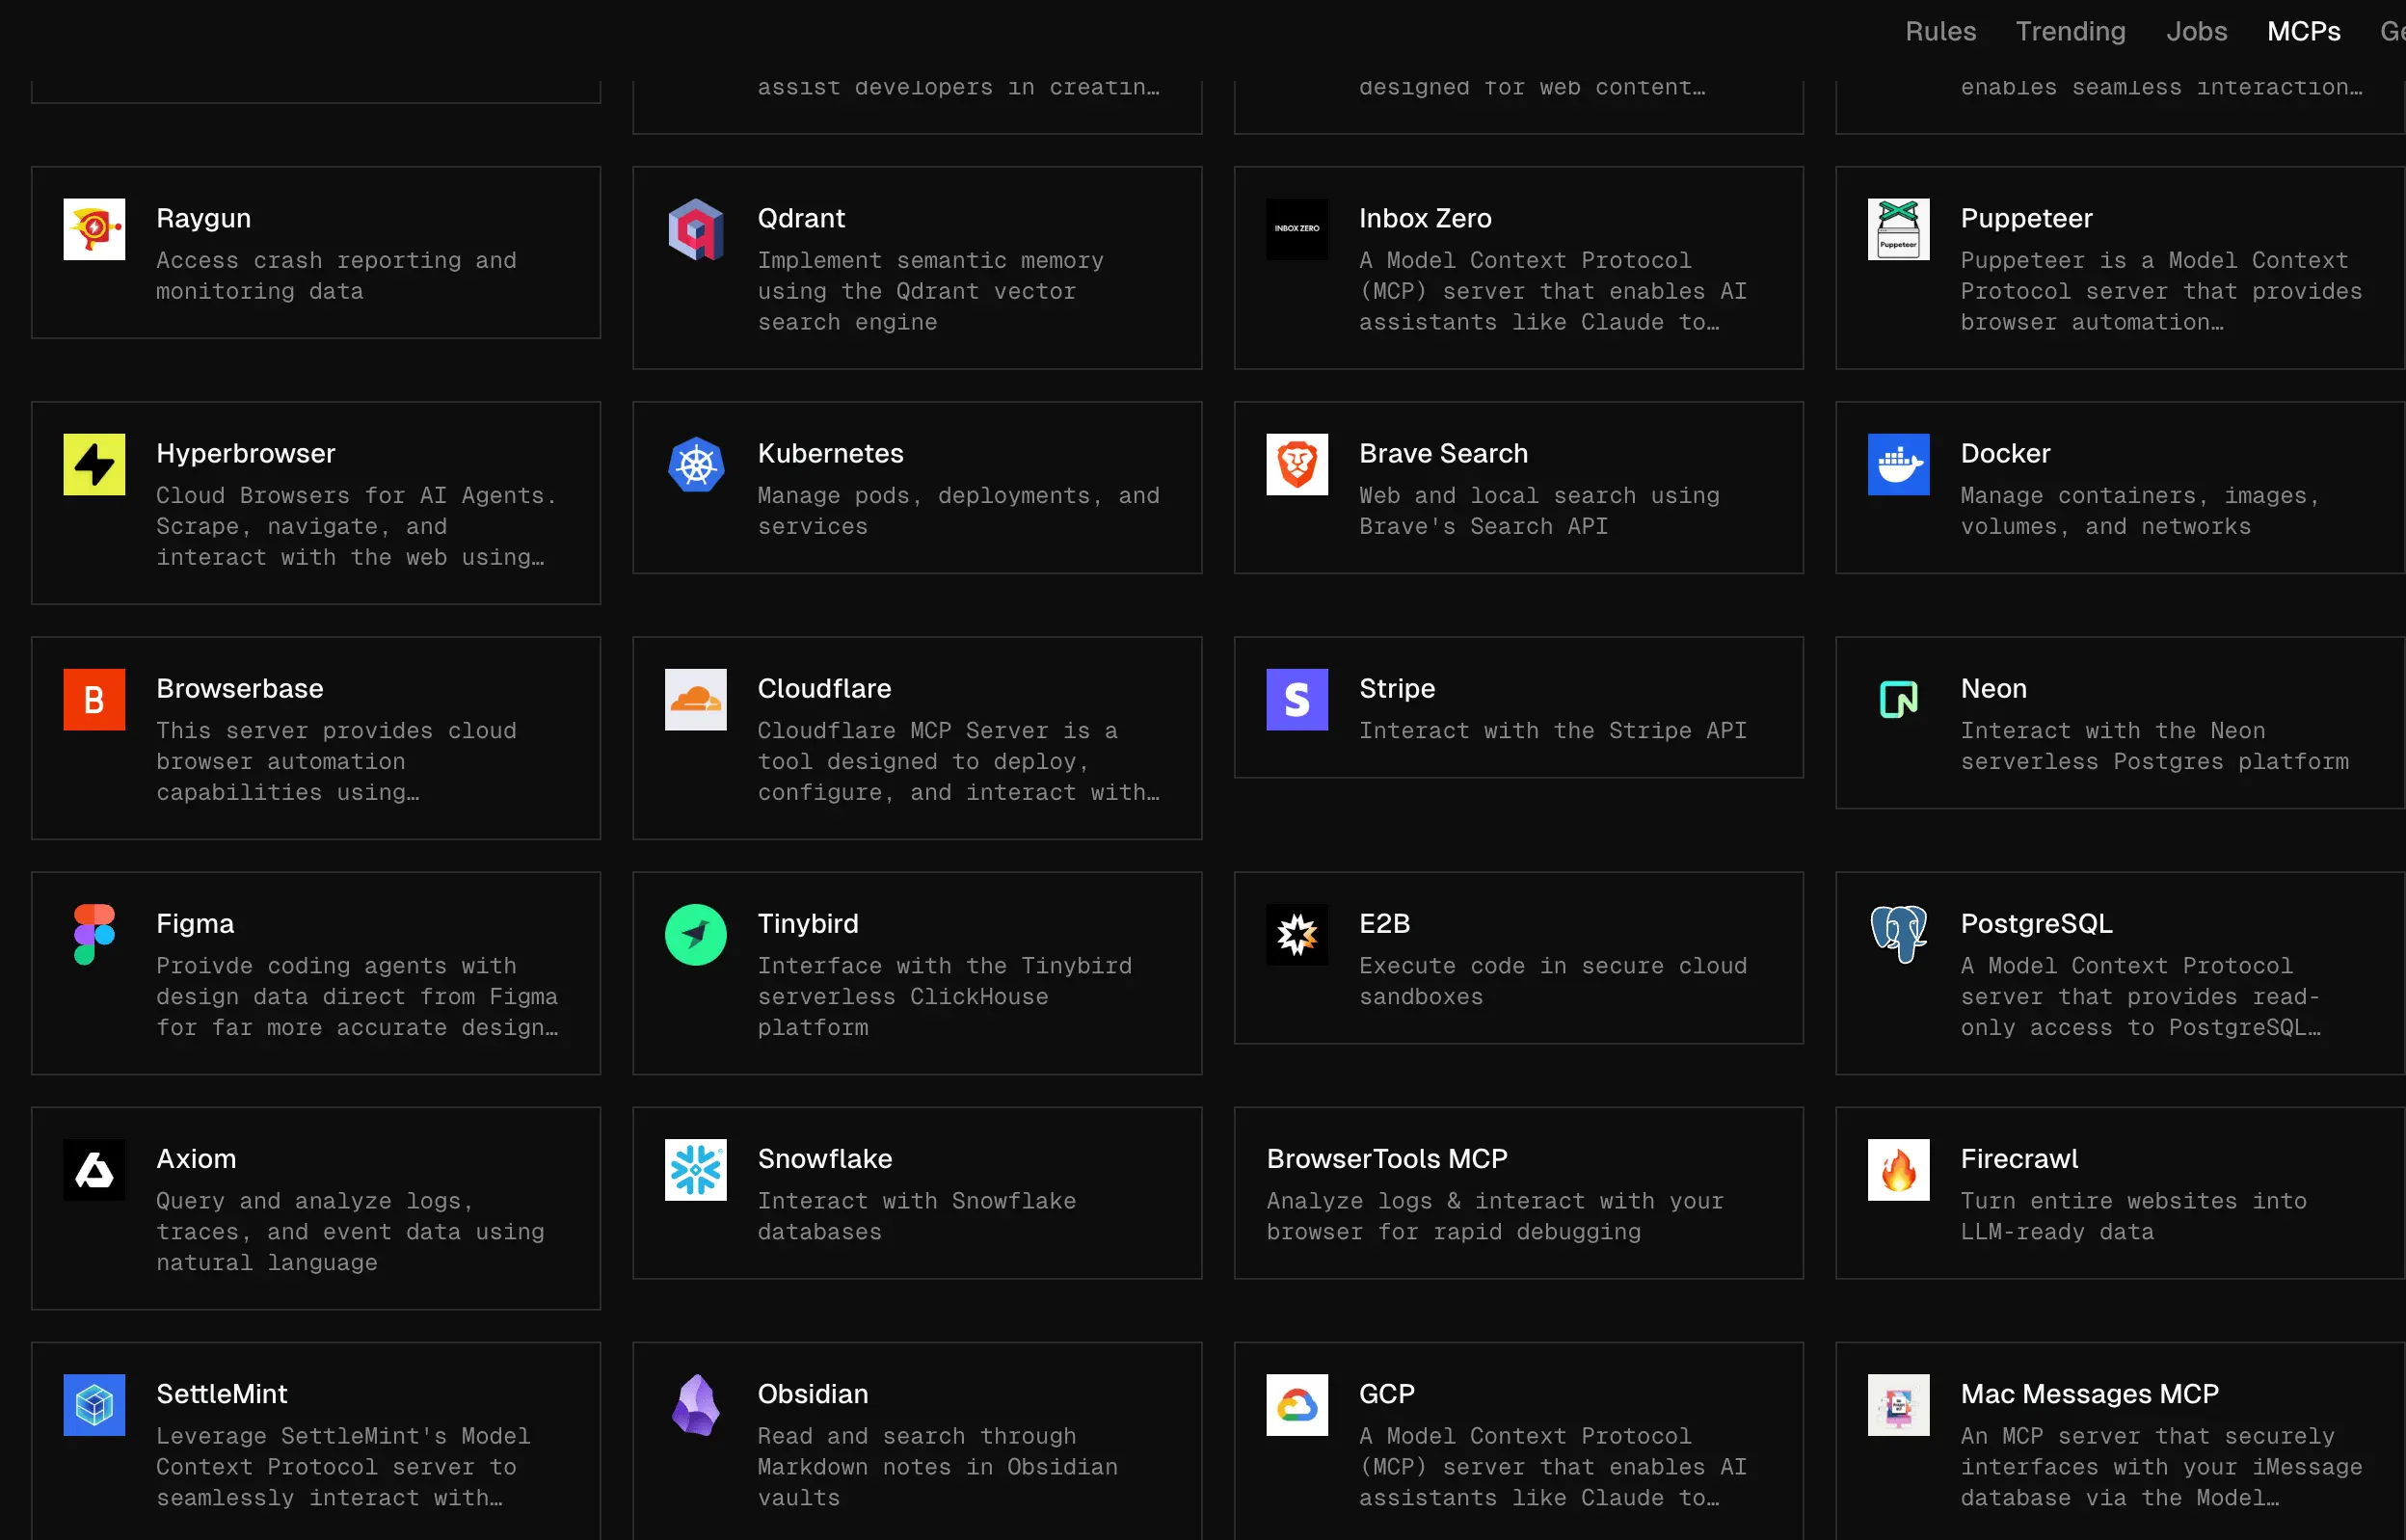 Rules Trending Jobs MCPs Ge
assist developers in creatin…
designed for web content…
enables seamless interaction…
Raygun
Access crash reporting and
monitoring data
Qdrant
Implement semantic memory
using the Qdrant vector
search engine
INBOX ZERO
Inbox Zero
A Model Context Protocol
(MCP) server that enables AI
assistants like Claude to…
Puppeteer
Puppeteer
Puppeteer is a Model Context
Protocol server that provides
browser automation…
Hyperbrowser
Cloud Browsers for AI Agents.
Scrape, navigate, and
interact with the web using…
Kubernetes
Manage pods, deployments, and
services
Brave Search
Web and local search using
Brave's Search API
Docker
Manage containers, images,
volumes, and networks
B
Browserbase
This server provides cloud
browser automation
capabilities using…
Cloudflare
Cloudflare MCP Server is a
tool designed to deploy,
configure, and interact with…
S
Stripe
Interact with the Stripe API
Neon
Interact with the Neon
serverless Postgres platform
Figma
Proivde coding agents with
design data direct from Figma
for far more accurate design…
Tinybird
Interface with the Tinybird
serverless ClickHouse
platform
E2B
Execute code in secure cloud
sandboxes
PostgreSQL
A Model Context Protocol
server that provides read-
only access to PostgreSQL…
Axiom
Query and analyze logs,
traces, and event data using
natural language
Snowflake
Interact with Snowflake
databases
BrowserTools MCP
Analyze logs & interact with your
browser for rapid debugging
Firecrawl
Turn entire websites into
LLM-ready data
SettleMint
Leverage SettleMint's Model
Context Protocol server to
seamlessly interact with…
Obsidian
Read and search through
Markdown notes in Obsidian
vaults
GCP
A Model Context Protocol
(MCP) server that enables AI
assistants like Claude to…
Mac Messages MCP
An MCP server that securely
interfaces with your iMessage
database via the Model…